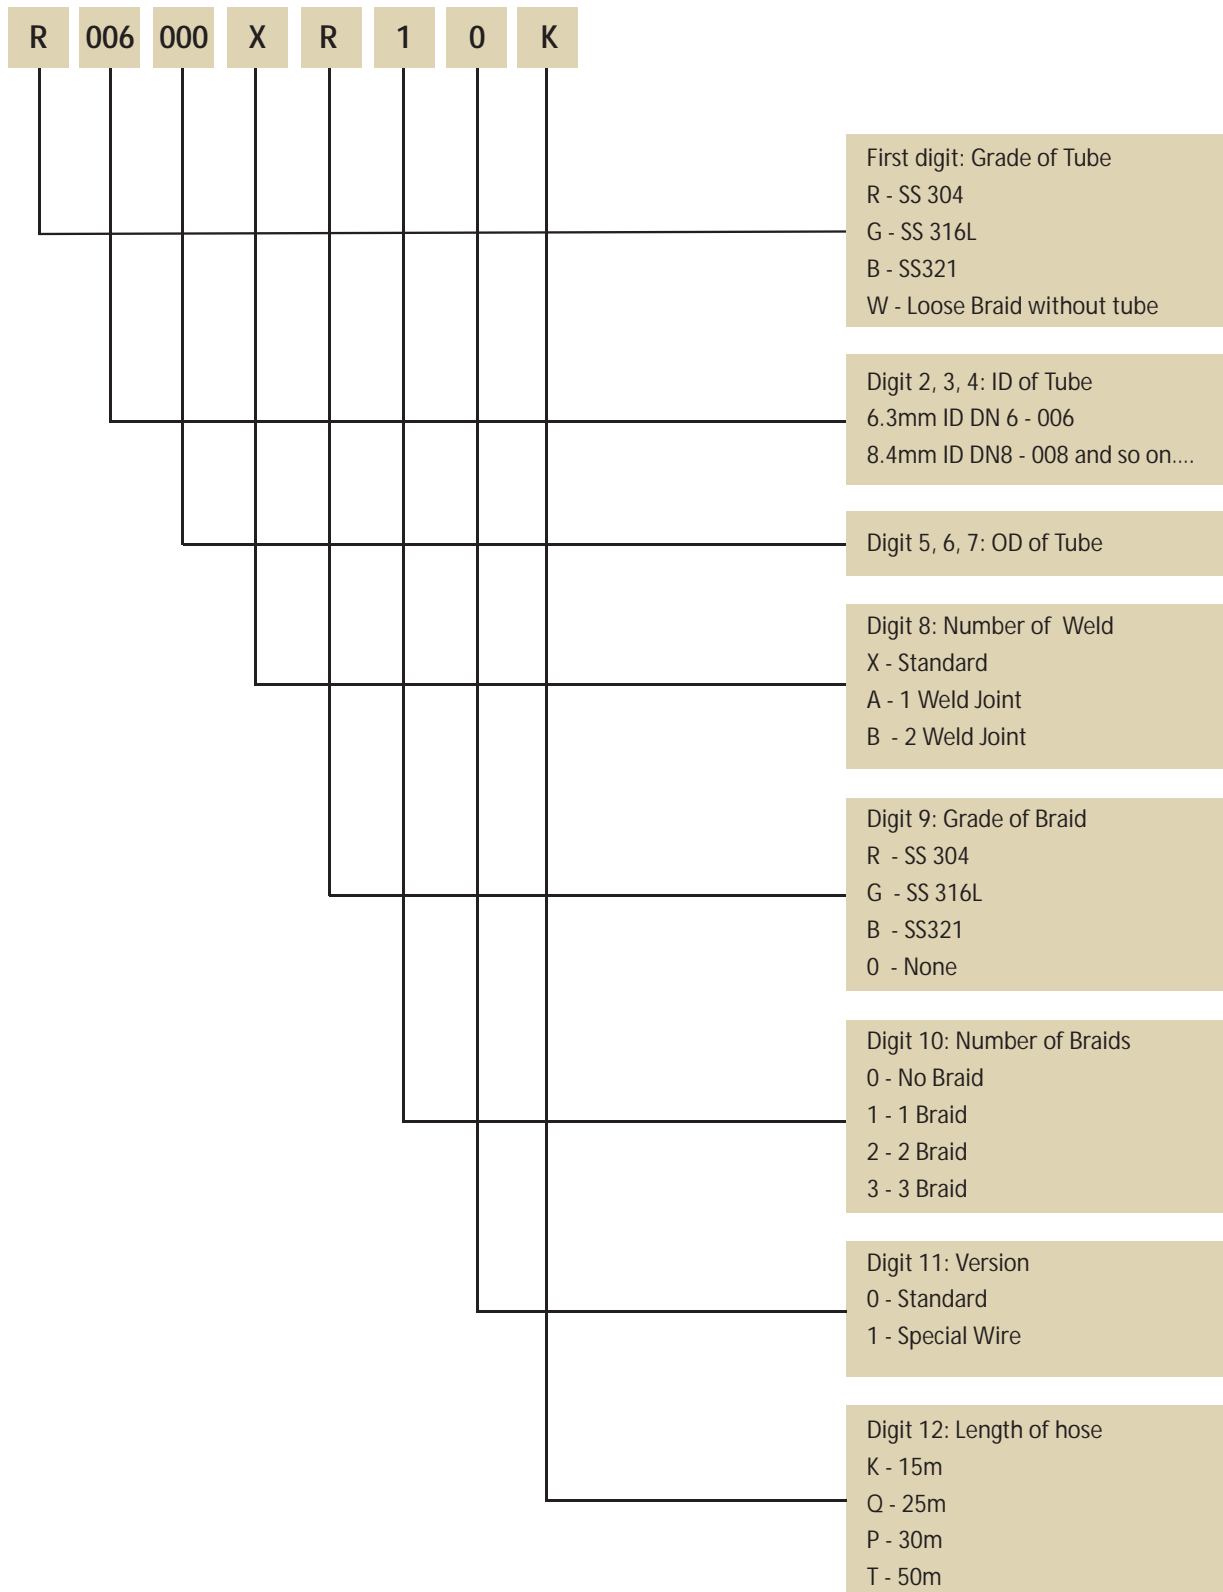 R 006 000 X R 1 0 K
First digit: Grade of Tube
R - SS 304
G - SS 316L
B - SS321
W - Loose Braid without tube
Digit 2, 3, 4: ID of Tube
6.3mm ID DN 6 - 006
8.4mm ID DN8 - 008 and so on....
Digit 5, 6, 7: OD of Tube
Digit 8: Number of Weld
X - Standard
A - 1 Weld Joint
B - 2 Weld Joint
Digit 9: Grade of Braid
R - SS 304
G - SS 316L
B - SS321
0 - None
Digit 10: Number of Braids
0 - No Braid
1 - 1 Braid
2 - 2 Braid
3 - 3 Braid
Digit 11: Version
0 - Standard
1 - Special Wire
Digit 12: Length of hose
K - 15m
Q - 25m
P - 30m
T - 50m